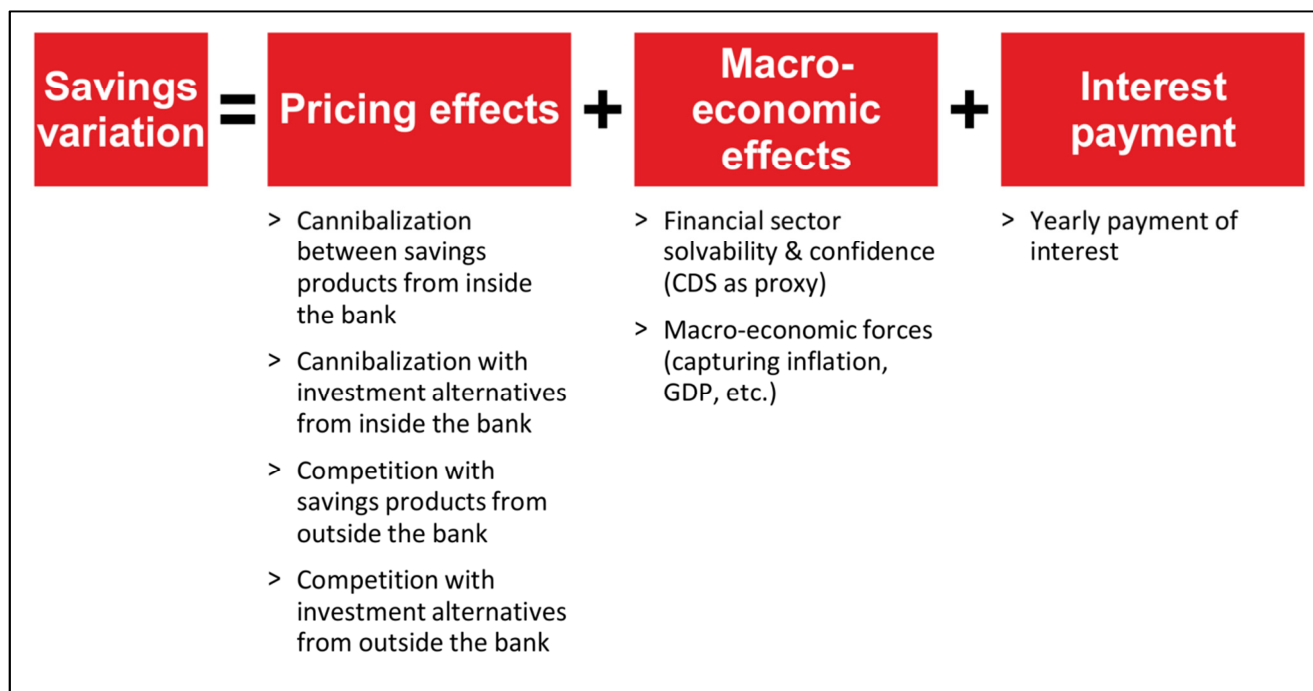 Savings
variation
=
Pricing effects
+
Macro-
economic
effects
+
Interest
payment
> Cannibalization
between savings
products from inside
the bank
> Cannibalization with
investment alternatives
from inside the bank
> Competition with
savings products from
outside the bank
> Competition with
investment alternatives
from outside the bank
> Financial sector
solvability & confidence
(CDS as proxy)
> Macro-economic forces
(capturing inflation,
GDP, etc.)
> Yearly payment of
interest